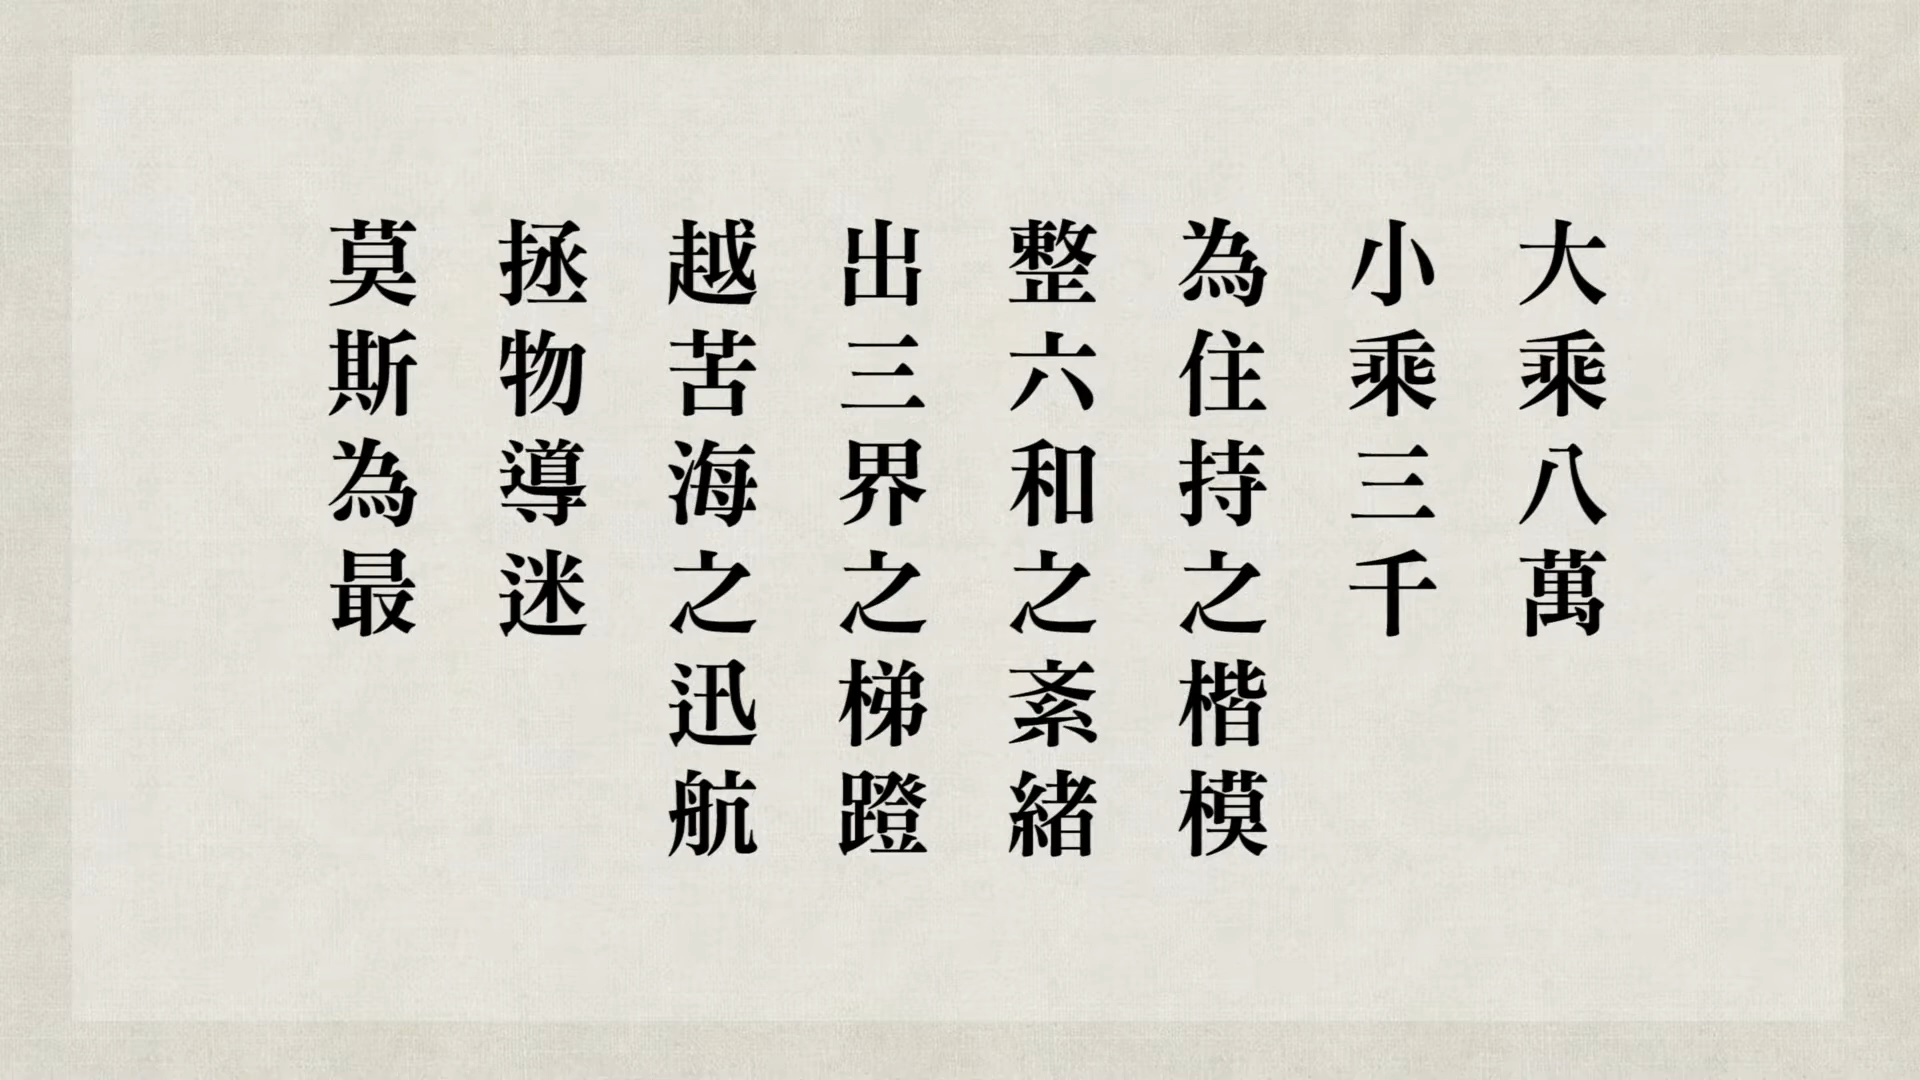 大乘八萬
小乘三千
為住持之楷模
整六和之紊緒
出三界之梯蹬
越苦海之迅航
拯物導迷
莫斯為最